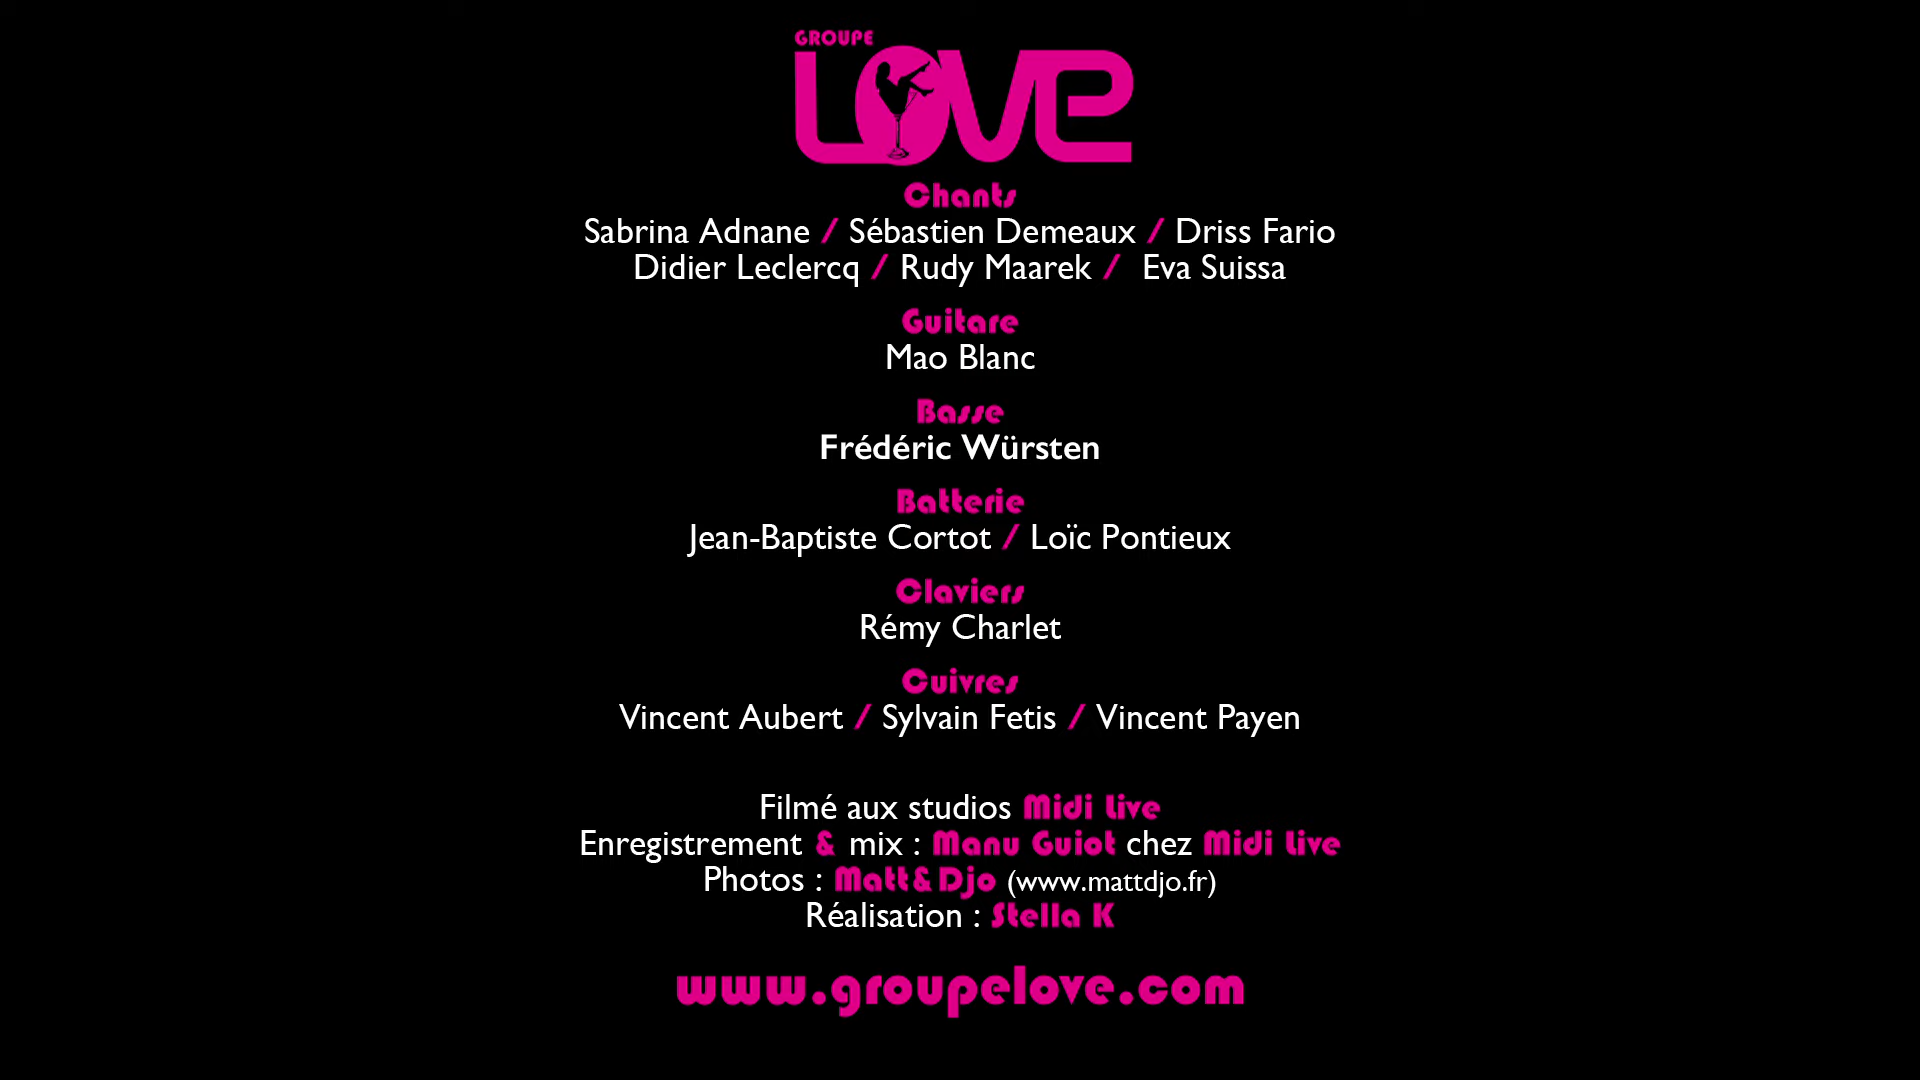 GROUPE
LOVE
Chants
Sabrina Adnane / Sébastien Demeaux / Driss Fario
Didier Leclercq / Rudy Maarek / Eva Suissa
Guitare
Mao Blanc
Basse
Frédéric Würsten
Batterie
Jean-Baptiste Cortot / Loïc Pontieux
Claviers
Rémy Charlet
Cuivres
Vincent Aubert / Sylvain Fetis / Vincent Payen
Filmé aux studios Midi Live
Enregistrement & mix : Manu Guiot chez Midi Live
Photos : Matt&Djo (www.mattdjo.fr)
Réalisation : Stella K
www.groupelove.com